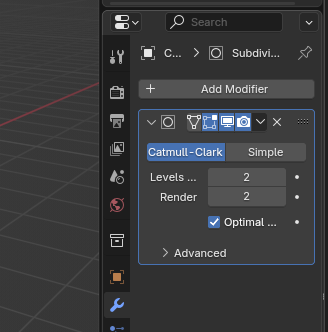 Search
C... Subdivi...
Add Modifier
Catmull-Clark Simple
Levels ... 2
Render 2
Optimal ...
Advanced